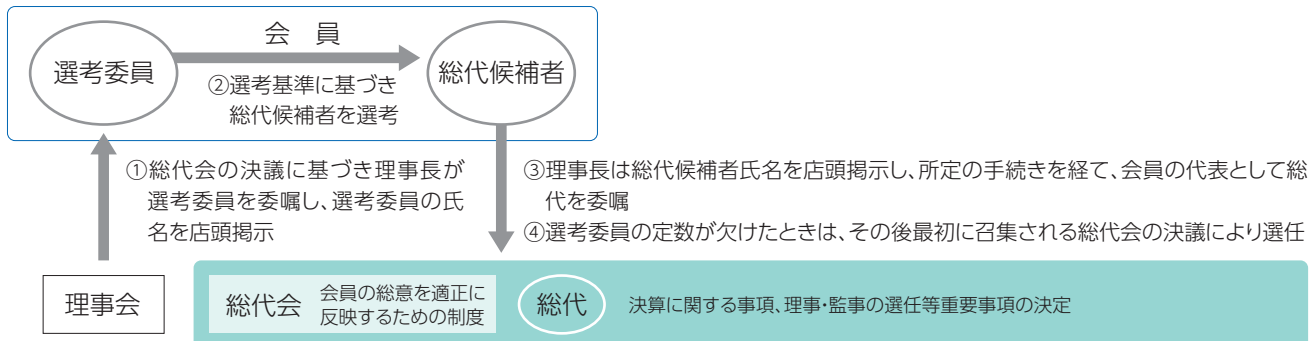 会 員
選考委員
総代候補者
②選考基準に基づき
総代候補者を選考
①総代会の決議に基づき理事長が
選考委員を委嘱し、選考委員の氏
名を店頭掲示
③理事長は総代候補者氏名を店頭掲示し、所定の手続きを経て、会員の代表として総
代を委嘱
④選考委員の定数が欠けたときは、その後最初に召集される総代会の決議により選任
理事会
総代会
会員の総意を適正に
反映するための制度
総代
決算に関する事項、理事・監事の選任等重要事項の決定